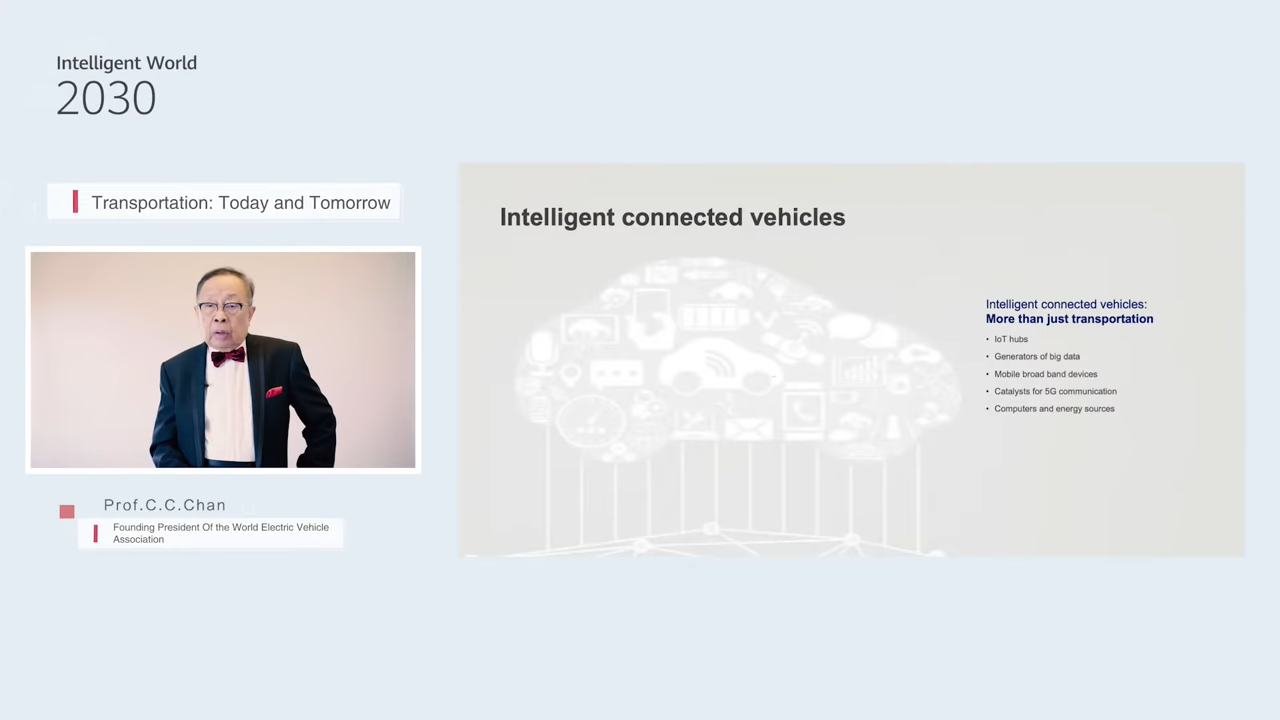 Intelligent World
2030
Transportation: Today and Tomorrow
Prof.C.C.Chan
Founding President Of the World Electric Vehicle
Association
Intelligent connected vehicles
Intelligent connected vehicles:
More than just transportation
• IoT hubs
• Generators of big data
• Mobile broad band devices
• Catalysts for 5G communication
• Computers and energy sources